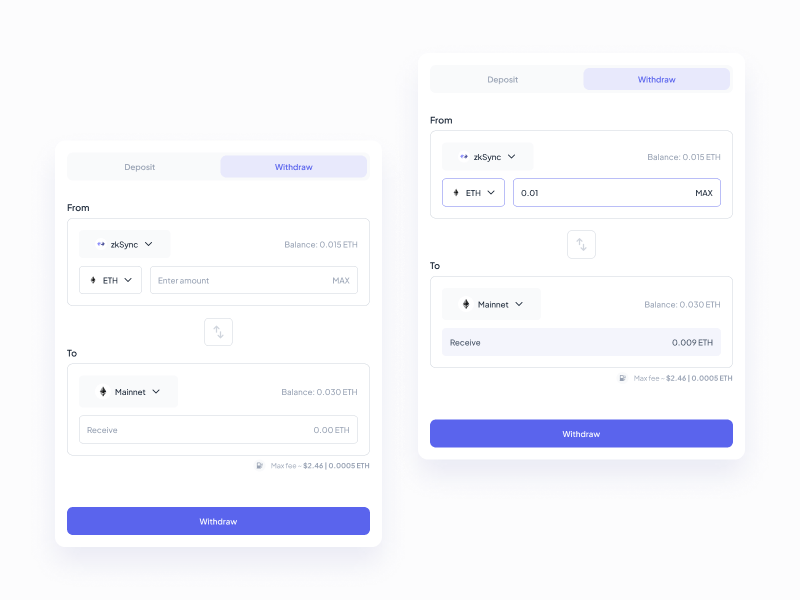 Deposit Withdraw
From
zkSync Balance: 0.015 ETH
ETH Enter amount MAX
To
Mainnet Balance: 0.030 ETH
Receive 0.00 ETH
Max fee ~ $2.46 | 0.0005 ETH
Withdraw
Deposit Withdraw
From
zkSync Balance: 0.015 ETH
ETH 0.01 MAX
To
Mainnet Balance: 0.030 ETH
Receive 0.009 ETH
Max fee ~ $2.46 | 0.0005 ETH
Withdraw